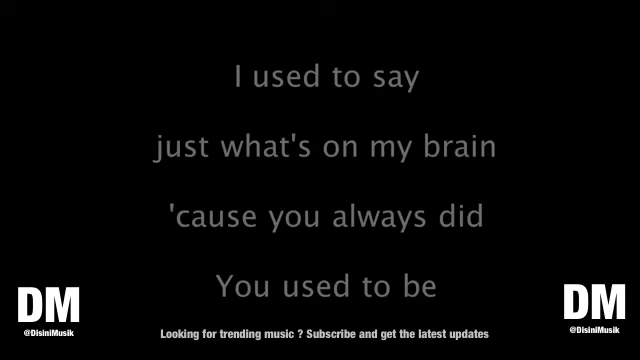 I used to say
just what's on my brain
'cause you always did
You used to be
DM
@DisiniMusik
DM
@DisiniMusik
Looking for trending music ? Subscribe and get the latest updates